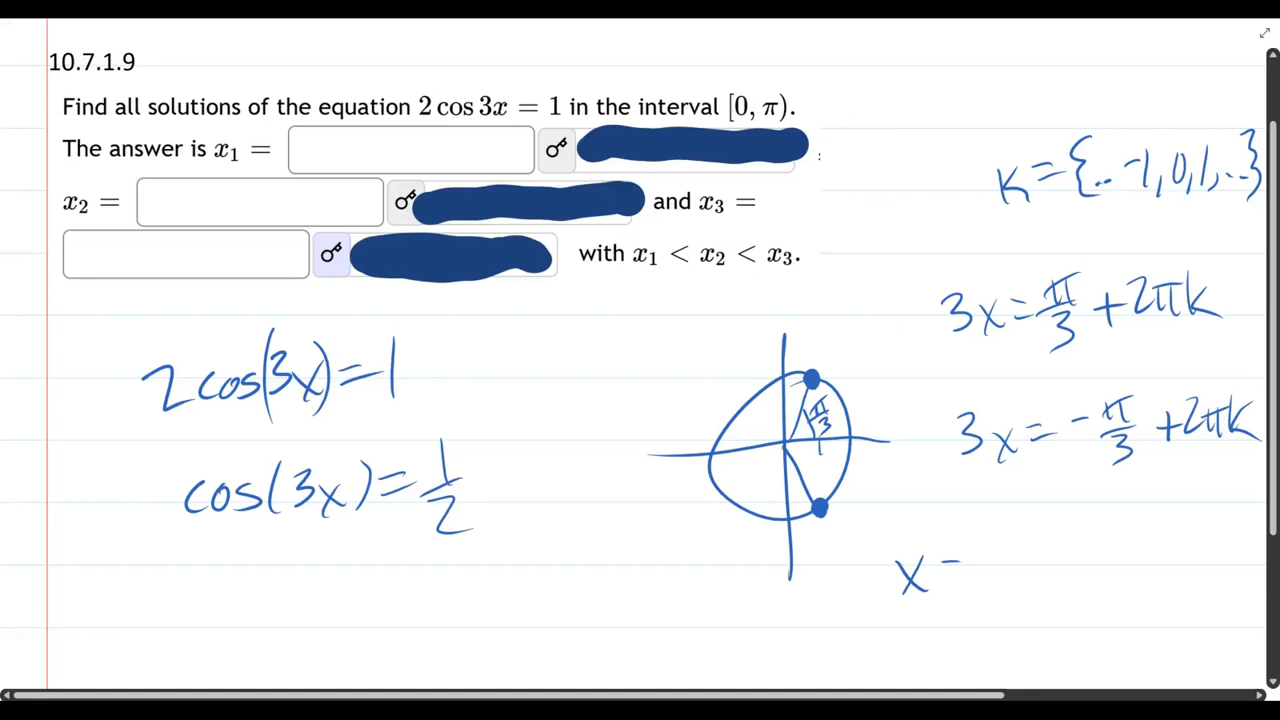 10.7.1.9
Find all solutions of the equation 2 cos 3x = 1 in the interval [0, π).
The answer is x₁ =
;
x₂ =
and x₃ =
with x₁ < x₂ < x₃.
K={..-1,0,1,..}
3x=π/3+2πk
3x=-π/3+2πk
2cos(3x)=1
cos(3x)=1/2
π/3
x=